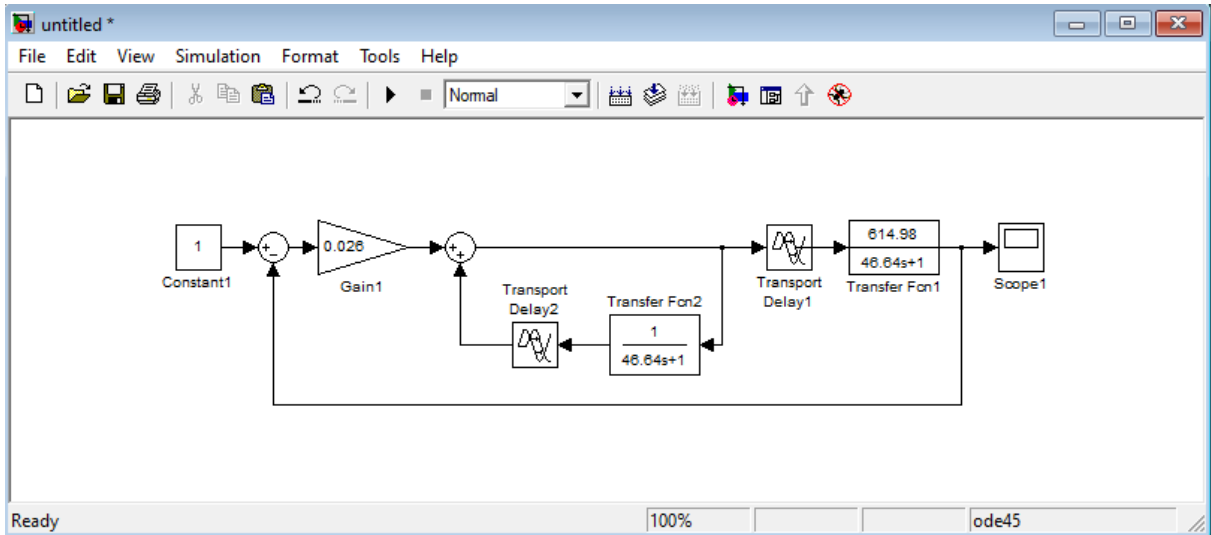 untitled *
File Edit View Simulation Format Tools Help
Normal
1
Constant1
0.026
Gain1
Transport
Delay2
Transfer Fcn2
1
46.64s+1
Transport
Delay1
614.98
46.64s+1
Transfer Fcn1
Scope1
Ready 100% ode45